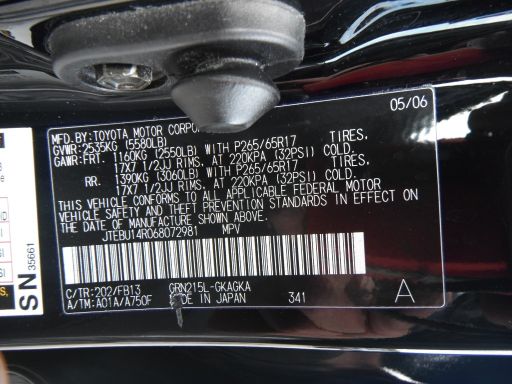 05/06
MFD.BY:TOYOTA MOTOR CORPOR
GVWR:2535KG (5580LB)
GAWR:FRT. 1160KG (2550LB) WITH P265/65R17 TIRES,
17X7 1/2JJ RIMS, AT 220KPA (32PSI) COLD.
RR. 1390KG (3060LB) WITH P265/65R17 TIRES,
17X7 1/2JJ RIMS, AT 220KPA (32PSI) COLD.
THIS VEHICLE CONFORMS TO ALL APPLICABLE FEDERAL MOTOR
VEHICLE SAFETY AND THEFT PREVENTION STANDARDS IN EFFECT ON
THE DATE OF MANUFACTURE SHOWN ABOVE.
JTEBU14R068072981 MPV
C/TR:202/FB13 GRN215L-GKAGKA
A/TM:A01A/A750F MADE IN JAPAN 341 A
SN 35661